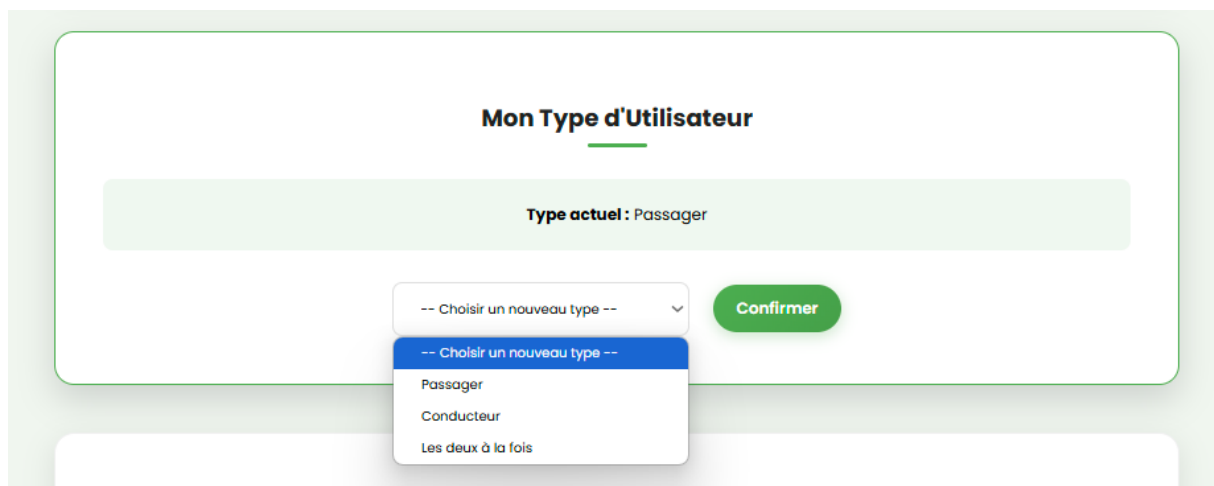 Mon Type d'Utilisateur
Type actuel : Passager
-- Choisir un nouveau type -- Confirmer
-- Choisir un nouveau type --
Passager
Conducteur
Les deux à la fois